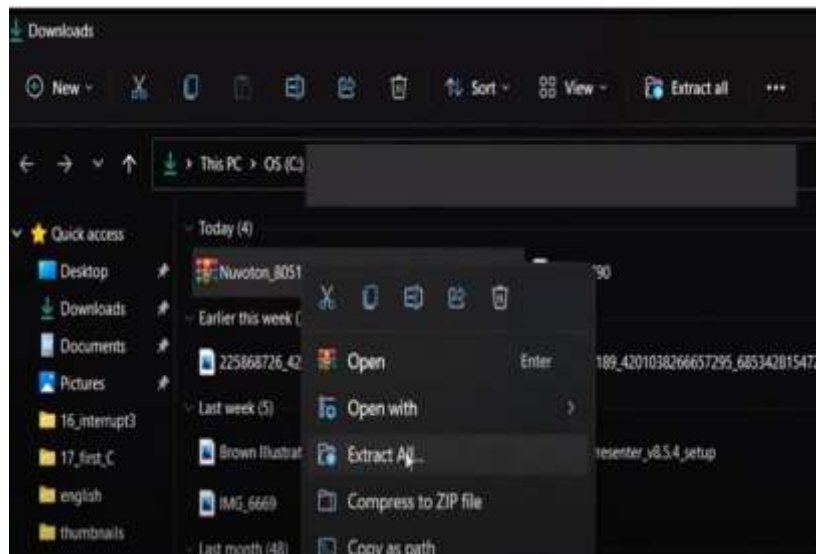 Downloads
New Sort View Extract all ...
This PC > OS (C:)
Quick access
Desktop
Downloads
Documents
Pictures
16_interrupt3
17_first_C
english
thumbnails
Today (4)
Nuvoton_8051
90
Earlier this week (
225868726_42
189_4201038266657295_68534281547
Last week (5)
Brown Illustrat
resenter_v8.5.4_setup
IMG_6669
Last month (48)
Open Enter
Open with >
Extract All...
Compress to ZIP file
Copy as path